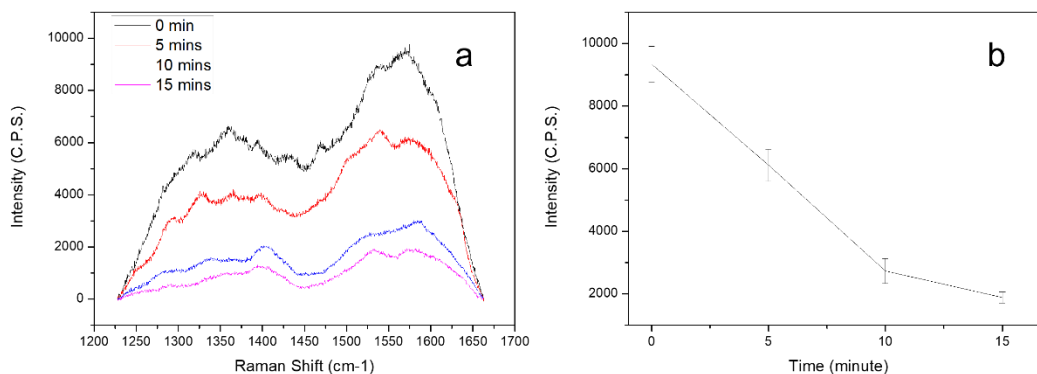 0 min
5 mins
10 mins
15 mins
a
10000
8000
6000
4000
2000
0
Intensity (C.P.S.)
1200 1250 1300 1350 1400 1450 1500 1550 1600 1650 1700
Raman Shift (cm-1)
b
10000
8000
6000
4000
2000
Intensity (C.P.S.)
0 5 10 15
Time (minute)